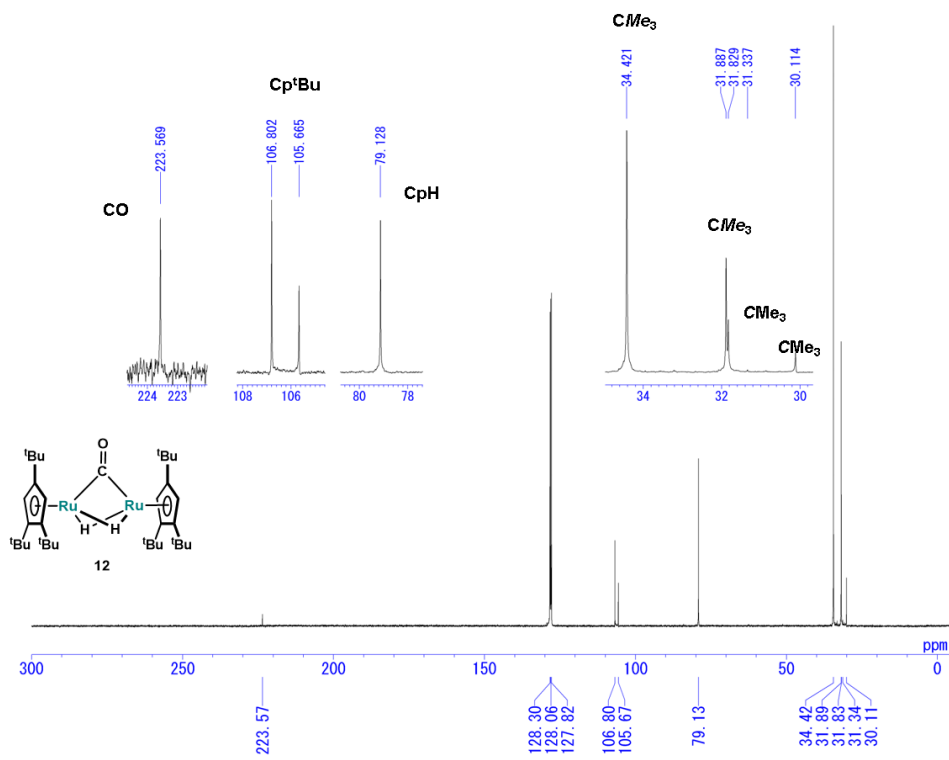 CMe₃
34.421
31.887
31.829
31.337
30.114
CpᵗBu
223.569
106.802
105.665
79.128
CO
CpH
CMe₃
CMe₃
CMe₃
224 223
108 106
80 78
34 32 30
O
C
ᵗBu
ᵗBu
Ru
Ru
H
H
ᵗBu ᵗBu
ᵗBu ᵗBu
12
ppm
300 250 200 150 100 50 0
223.57
128.30
128.06
127.82
106.80
105.67
79.13
34.42
31.89
31.83
31.34
30.11